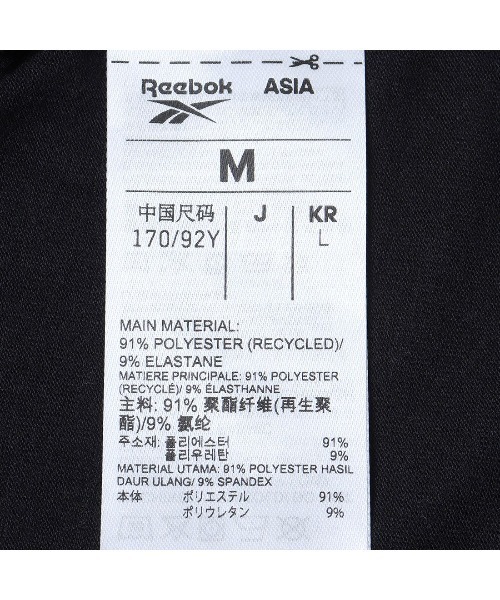 Reebok ASIA
M
中国尺码 J KR
170/92Y L
MAIN MATERIAL:
91% POLYESTER (RECYCLED)/
9% ELASTANE
MATIERE PRINCIPALE: 91% POLYESTER
(RECYCLÉ)/ 9% ÉLASTHANNE
主料: 91% 聚酯纤维(再生聚
酯)/9% 氨纶
주소재: 폴리에스터 91%
폴리우레탄 9%
MATERIAL UTAMA: 91% POLYESTER HASIL
DAUR ULANG/ 9% SPANDEX
本体 ポリエステル 91%
ポリウレタン 9%